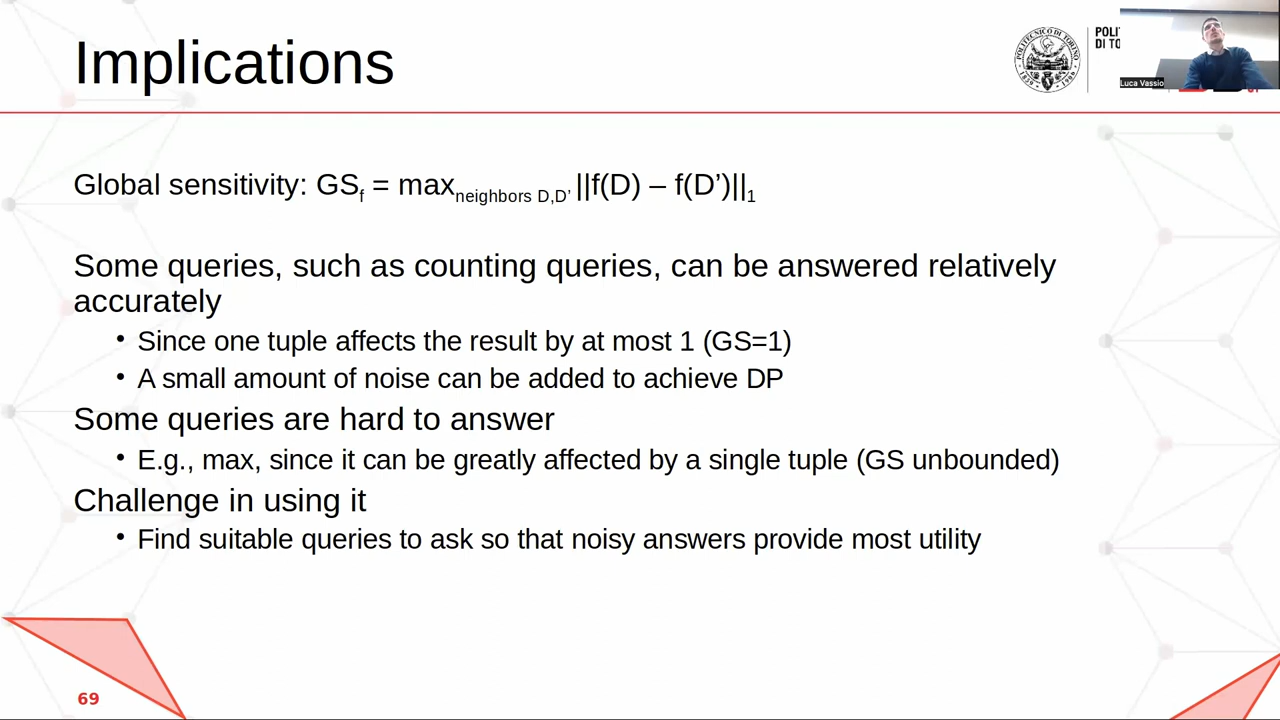 Implications
POLI
DI TO
Luca Vassio
Global sensitivity: GSf = maxneighbors D,D' ||f(D) – f(D’)||1
Some queries, such as counting queries, can be answered relatively
accurately
• Since one tuple affects the result by at most 1 (GS=1)
• A small amount of noise can be added to achieve DP
Some queries are hard to answer
• E.g., max, since it can be greatly affected by a single tuple (GS unbounded)
Challenge in using it
• Find suitable queries to ask so that noisy answers provide most utility
69